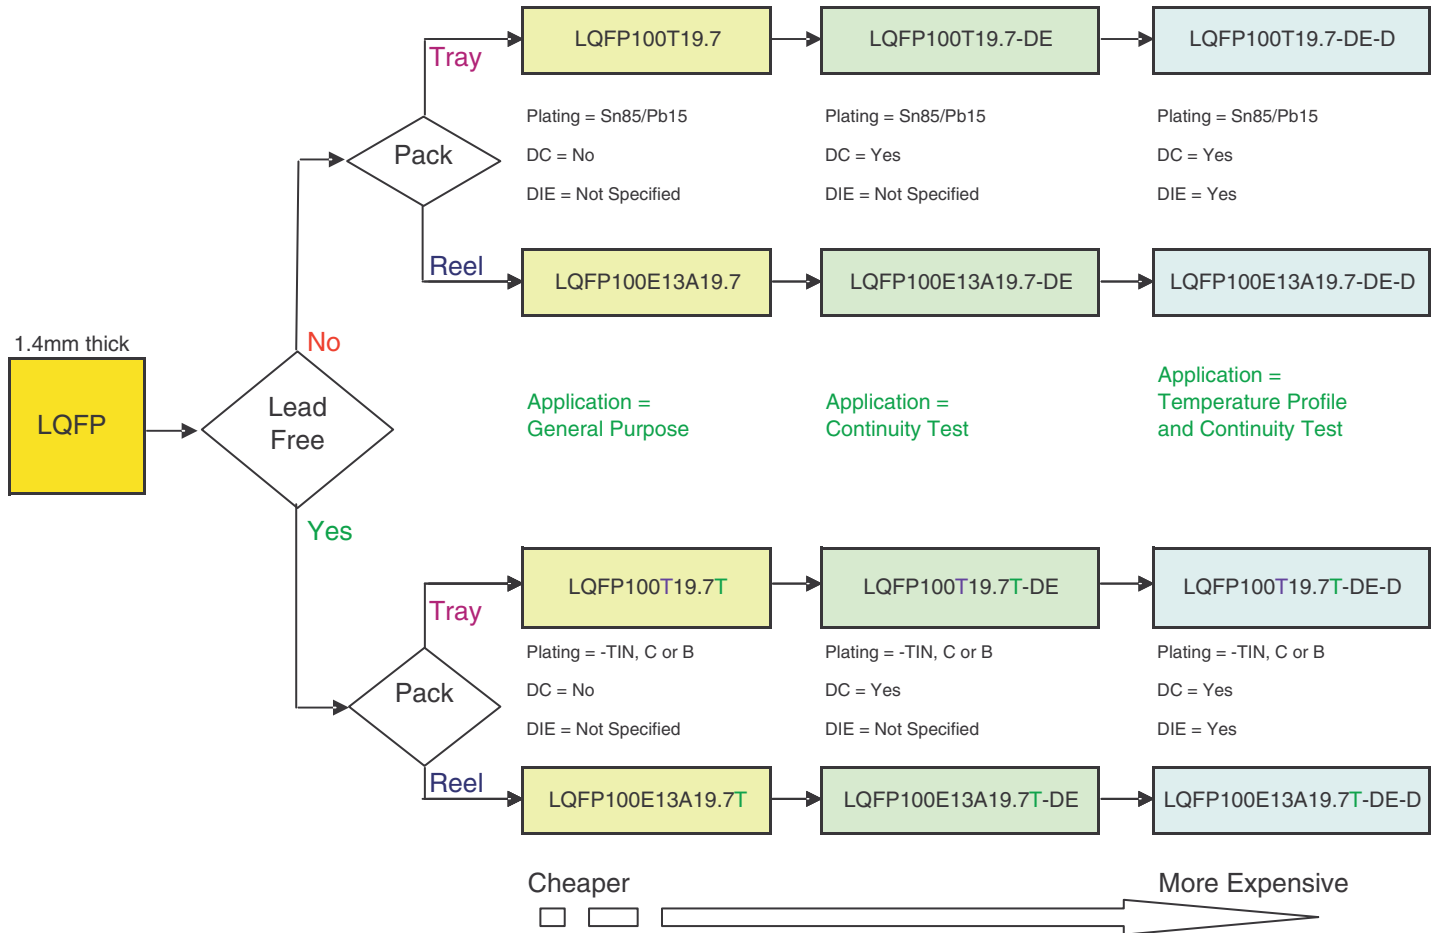 LQFP100T19.7
LQFP100T19.7-DE
LQFP100T19.7-DE-D
Tray
Plating = Sn85/Pb15
Plating = Sn85/Pb15
Plating = Sn85/Pb15
Pack
DC = No
DC = Yes
DC = Yes
DIE = Not Specified
DIE = Not Specified
DIE = Yes
Reel
LQFP100E13A19.7
LQFP100E13A19.7-DE
LQFP100E13A19.7-DE-D
1.4mm thick
No
LQFP
Lead
Free
Application =
General Purpose
Application =
Continuity Test
Application =
Temperature Profile
and Continuity Test
Yes
LQFP100T19.7T
LQFP100T19.7T-DE
LQFP100T19.7T-DE-D
Tray
Plating = -TIN, C or B
Plating = -TIN, C or B
Plating = -TIN, C or B
Pack
DC = No
DC = Yes
DC = Yes
DIE = Not Specified
DIE = Not Specified
DIE = Yes
Reel
LQFP100E13A19.7T
LQFP100E13A19.7T-DE
LQFP100E13A19.7T-DE-D
Cheaper
More Expensive